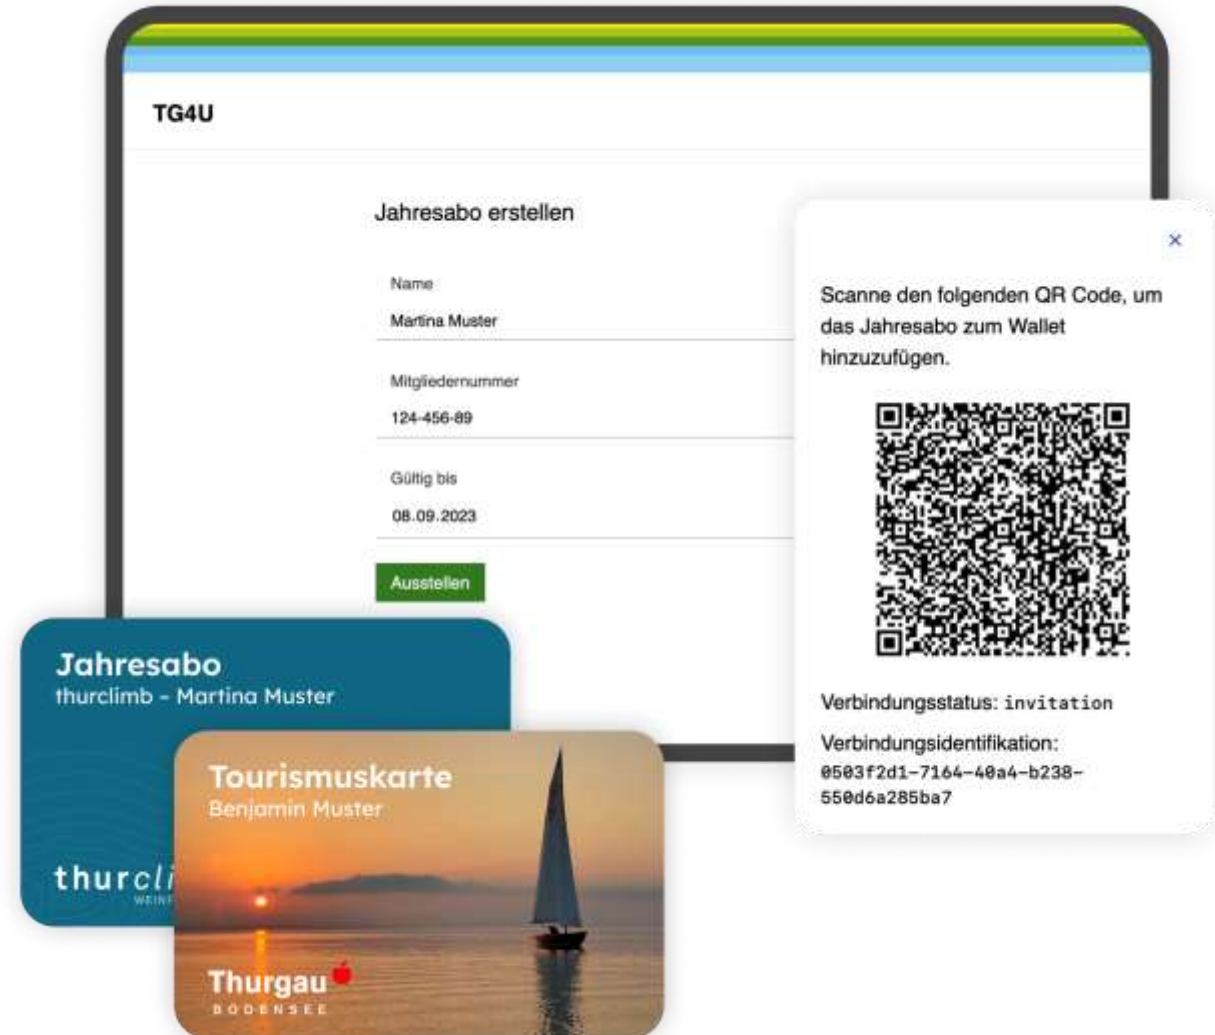 TG4U
Jahresabo erstellen
Name
Martina Muster
Mitgliedernummer
124-456-89
Gültig bis
08.09.2023
Ausstellen
Scanne den folgenden QR Code, um
das Jahresabo zum Wallet
hinzuzufügen.
Verbindungsstatus: invitation
Verbindungsidentifikation:
0503f2d1-7164-40a4-b238-
550d6a285ba7
Jahresabo
thurclimb – Martina Muster
thurcli
WEINF
Tourismuskarte
Benjamin Muster
Thurgau
BODENSEE